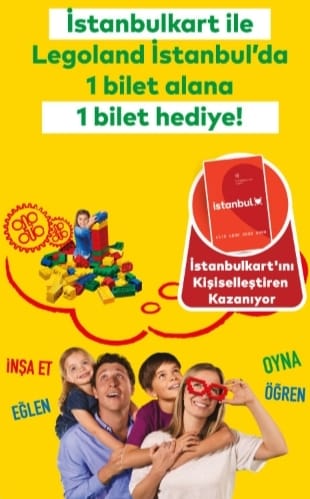 İstanbulkart ile
Legoland İstanbul'da
1 bilet alana
1 bilet hediye!
istanbul
İstanbulkart'ını
Kişiselleştiren
Kazanıyor
İNŞA ET
EĞLEN
OYNA
ÖĞREN